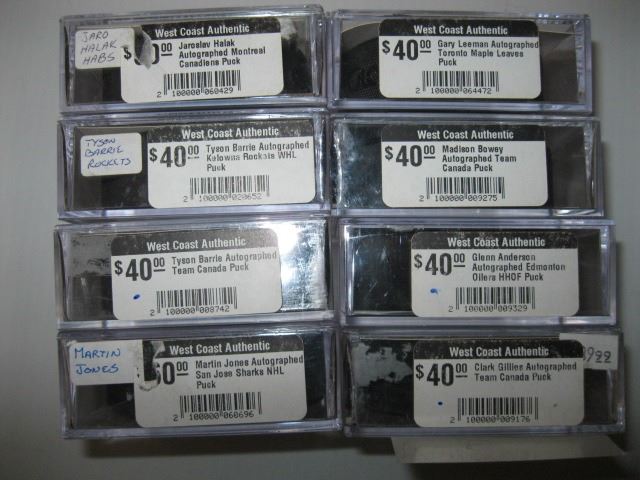 JARO
HALAK
HABS
West Coast Authentic
0.00
Jaroslav Halak
Autographed Montreal
Canadiens Puck
2 100000 060429
West Coast Authentic
$40.00
Gary Leeman Autographed
Toronto Maple Leaves
Puck
2 100000 064472
TYSON
BARRIE
ROCKETS
West Coast Authentic
$40.00
Tyson Barrie Autographed
Kelowna Rockets WHL
Puck
2 100000 020652
West Coast Authentic
$40.00
Madison Bowey
Autographed Team
Canada Puck
2 100000 009275
West Coast Authentic
$40.00
Tyson Barrie Autographed
Team Canada Puck
2 100000 008742
West Coast Authentic
$40.00
Glenn Anderson
Autographed Edmonton
Oilers HHOF Puck
2 100000 009329
MARTIN
JONES
West Coast Authentic
0.00
Martin Jones Autographed
San Jose Sharks NHL
Puck
2 100000 060696
West Coast Authentic
$40.00
Clark Gillies Autographed
Team Canada Puck
2 100000 009176